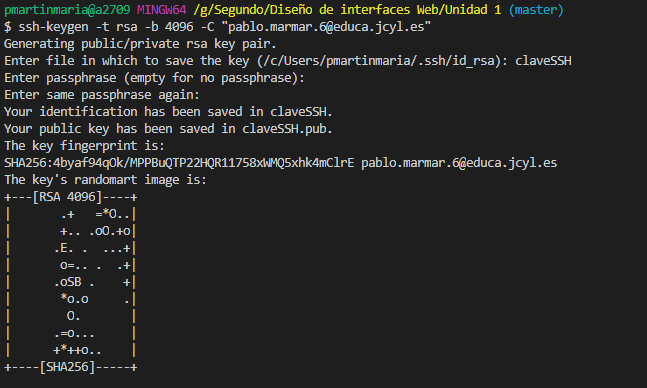 pmartinmaria@a2709 MINGW64 /g/Segundo/Diseño de interfaces Web/Unidad 1 (master)
$ ssh-keygen -t rsa -b 4096 -C "pablo.marmar.6@educa.jcyl.es"
Generating public/private rsa key pair.
Enter file in which to save the key (/c/Users/pmartinmaria/.ssh/id_rsa): claveSSH
Enter passphrase (empty for no passphrase):
Enter same passphrase again:
Your identification has been saved in claveSSH.
Your public key has been saved in claveSSH.pub.
The key fingerprint is:
SHA256:4byaf94qOk/MPPBuQTP22HQR11758xWMQ5xhk4mClrE pablo.marmar.6@educa.jcyl.es
The key's randomart image is:
+---[RSA 4096]----+
|       .+   =*O..|
|       +.. .oO.+o|
|      .E. .  ...+|
|       o=.. .  .+|
|      .oSB .    +|
|       *o.o     .|
|        O.       |
|      .=o...     |
|      +*++o..    |
+----[SHA256]-----+